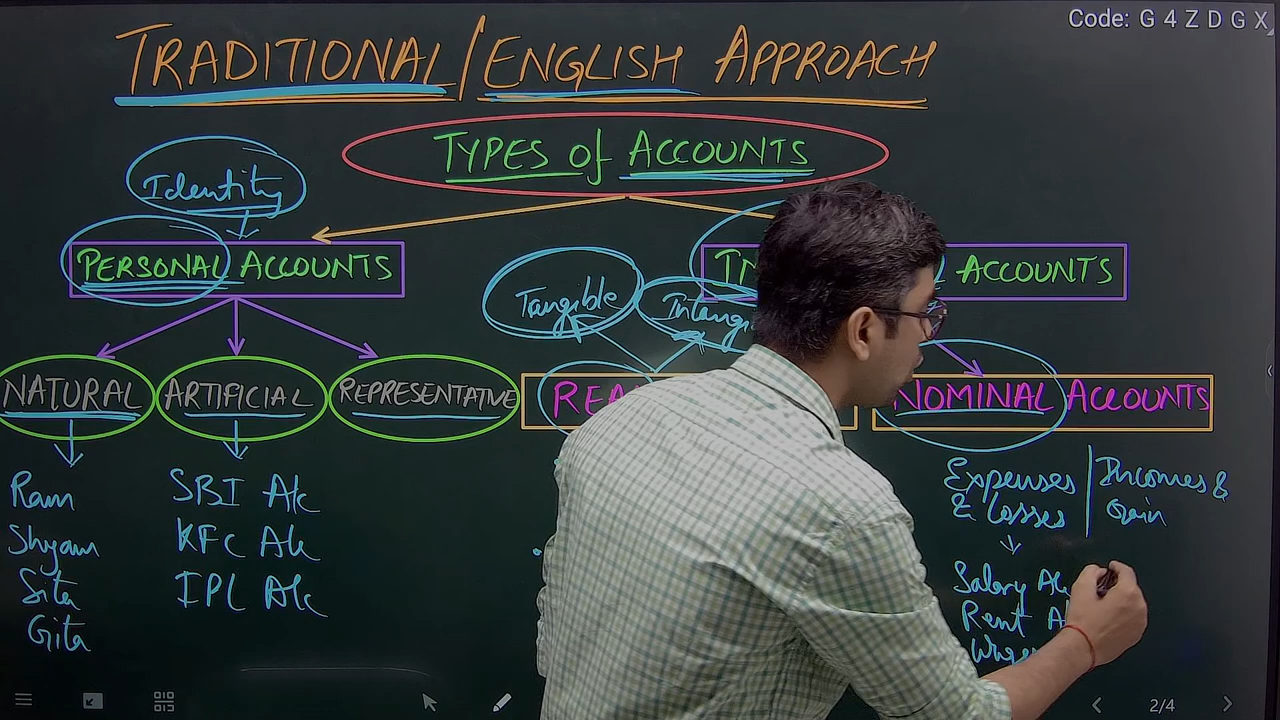 Code: G 4 Z D G X
TRADITIONAL/ENGLISH APPROACH
TYPES of ACCOUNTS
Identity
PERSONAL ACCOUNTS
ACCOUNTS
Tangible
NATURAL
ARTIFICIAL
REPRESENTATIVE
NOMINAL ACCOUNTS
Ram
Shyam
Sita
Gita
SBI A/c
KFC A/c
IPL A/c
Expenses
& losses
Incomes &
Gain
Salary A/c
Rent
2/4